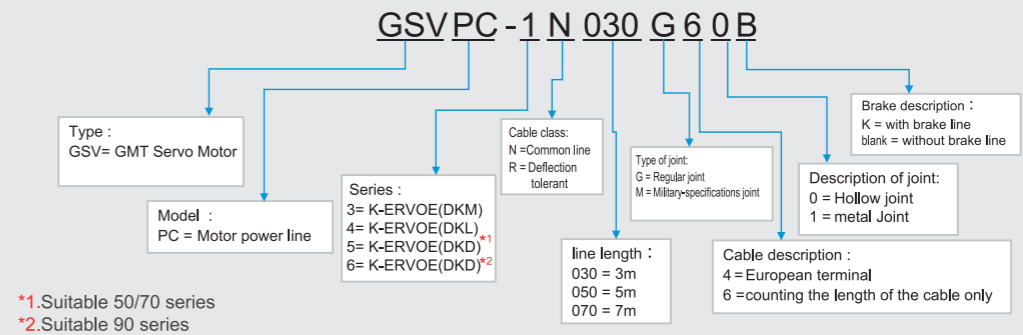 GSVPC-1N030G60B
Type :
GSV= GMT Servo Motor
Model :
PC = Motor power line
Series :
3= K-ERVOE(DKM)
4= K-ERVOE(DKL)
5= K-ERVOE(DKD)*1
6= K-ERVOE(DKD)*2
Cable class:
N =Common line
R = Deflection
tolerant
line length :
030 = 3m
050 = 5m
070 = 7m
Type of joint:
G = Regular joint
M = Military-specifications joint
Cable description :
4 =European terminal
6 =counting the length of the cable only
Description of joint:
0 = Hollow joint
1 = metal Joint
Brake description :
K = with brake line
blank = without brake line
*1.Suitable 50/70 series
*2.Suitable 90 series